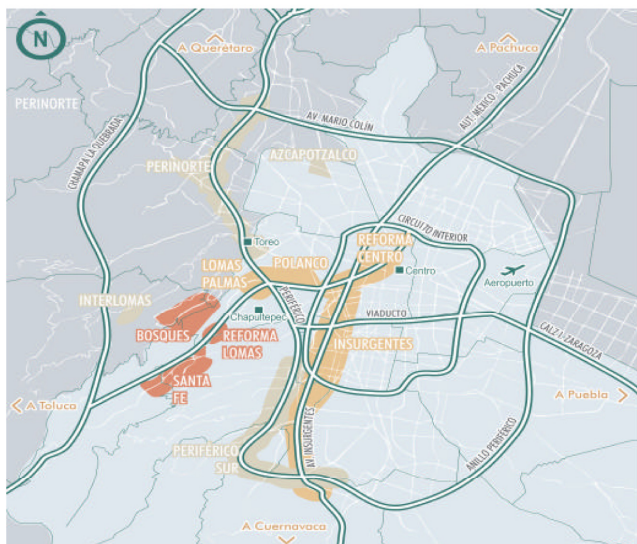 N
A Querétaro
A Pachuca
PERINORTE
AV. MARIO COLÍN
AUT. MEXICO - PACHUCA
CHAMAPA LA QUEBRADA
PERINORTE
AZCAPOTZALCO
CIRCUITO INTERIOR
Toreo
REFORMA
CENTRO
LOMAS
PALMAS
POLANCO
Centro
Aeropuerto
INTERLOMAS
PERIFÉRICO
Chapultepec
VIADUCTO
BOSQUES
REFORMA
LOMAS
INSURGENTES
CALZ. I. ZARAGOZA
SANTA
FE
A Toluca
A Puebla
AV. INSURGENTES
PERIFÉRICO
SUR
ANILLO PERIFÉRICO
A Cuernavaca